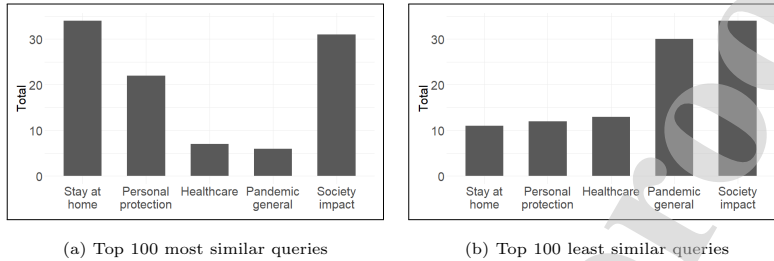 Total
30
20
10
0
Stay at
home
Personal
protection
Healthcare
Pandemic
general
Society
impact
(a) Top 100 most similar queries
Total
30
20
10
0
Stay at
home
Personal
protection
Healthcare
Pandemic
general
Society
impact
(b) Top 100 least similar queries